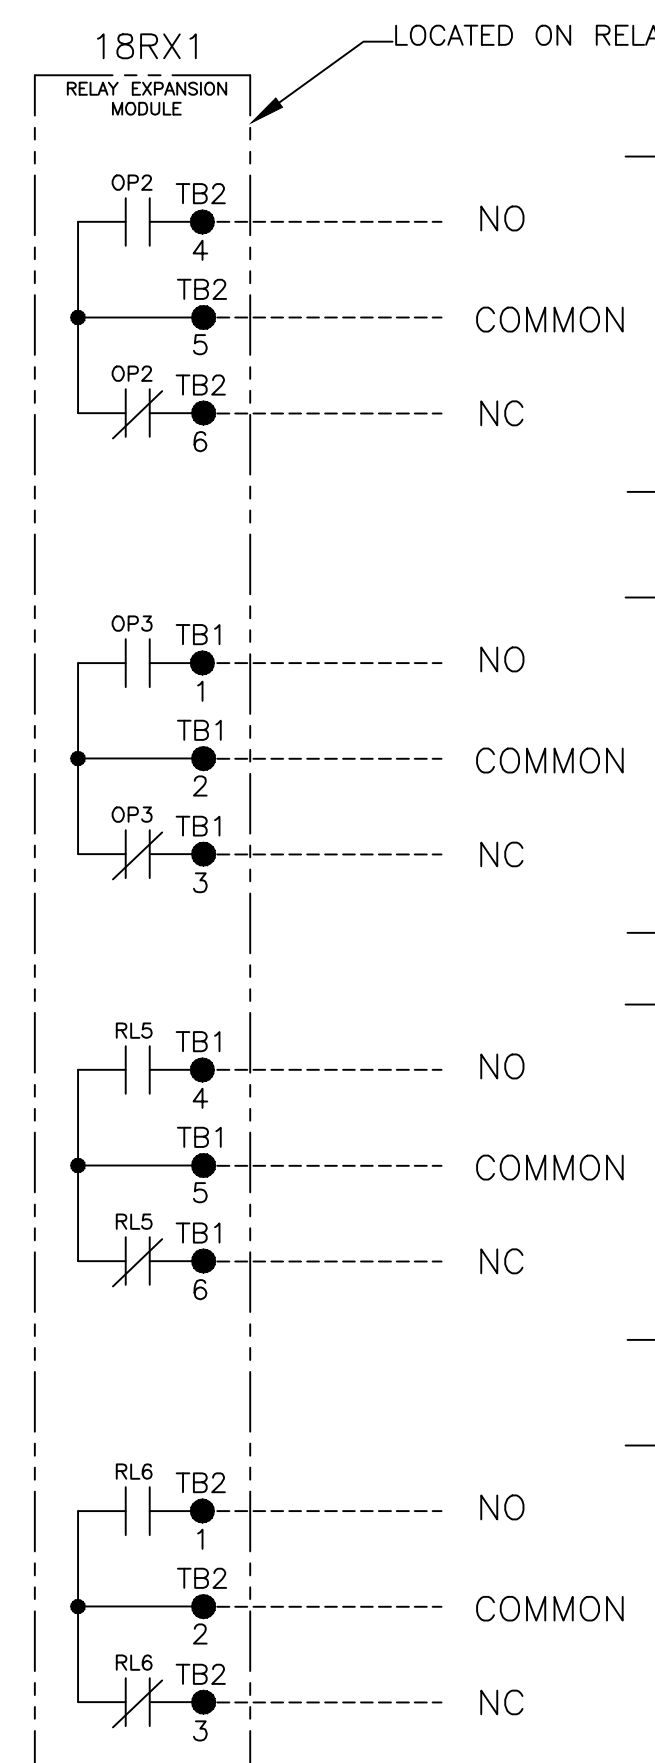 18RX1
LOCATED ON
RELAY EXPANSION
MODULE
OP2 TB2
4
NO
TB2
5
COMMON
OP2 TB2
6
NC
OP3 TB1
1
NO
TB1
2
COMMON
OP3 TB1
3
NC
RL5 TB1
4
NO
TB1
5
COMMON
RL5 TB1
6
NC
RL6 TB2
1
NO
TB2
2
COMMON
RL6 TB2
3
NC